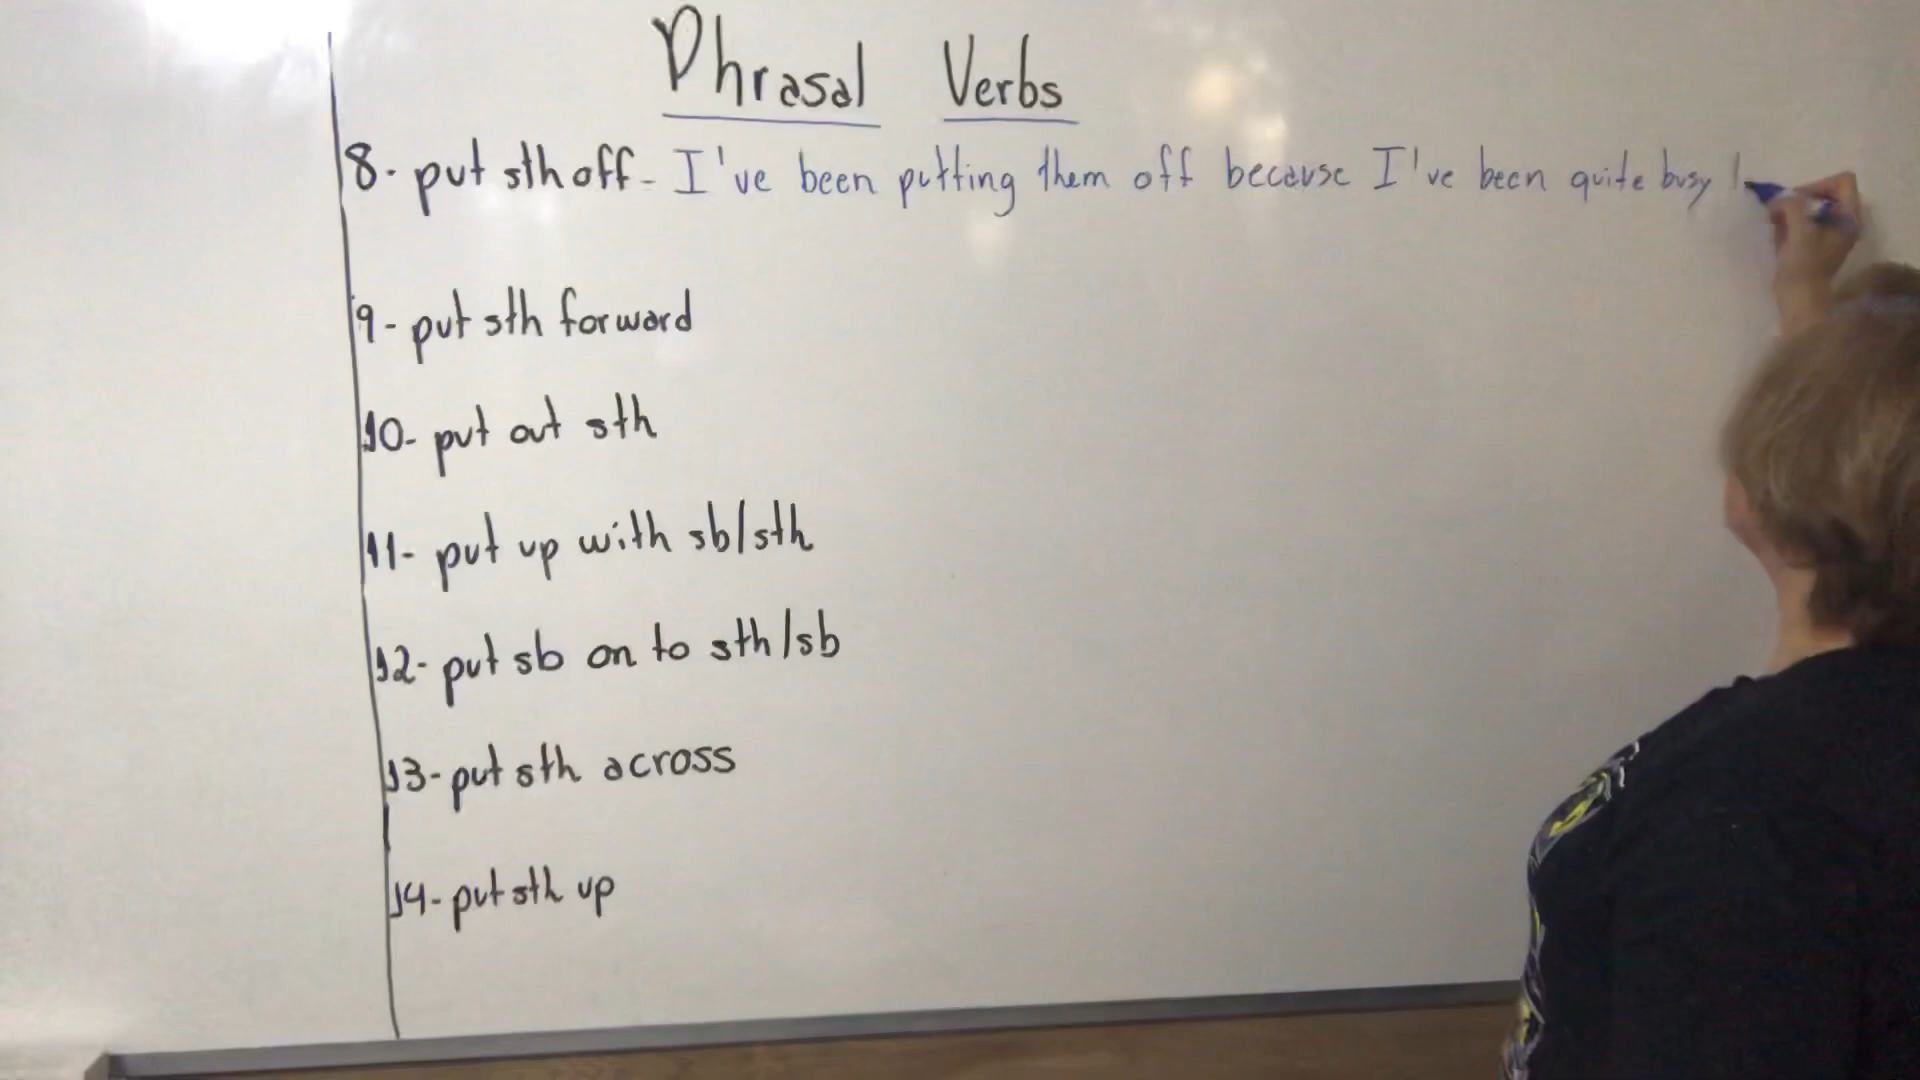 Phrasal Verbs
8- put sth off - I've been putting them off because I've been quite busy
9- put sth forward
10- put out sth
11- put up with sb/sth
12- put sb on to sth/sb
13- put sth across
14- put sth up